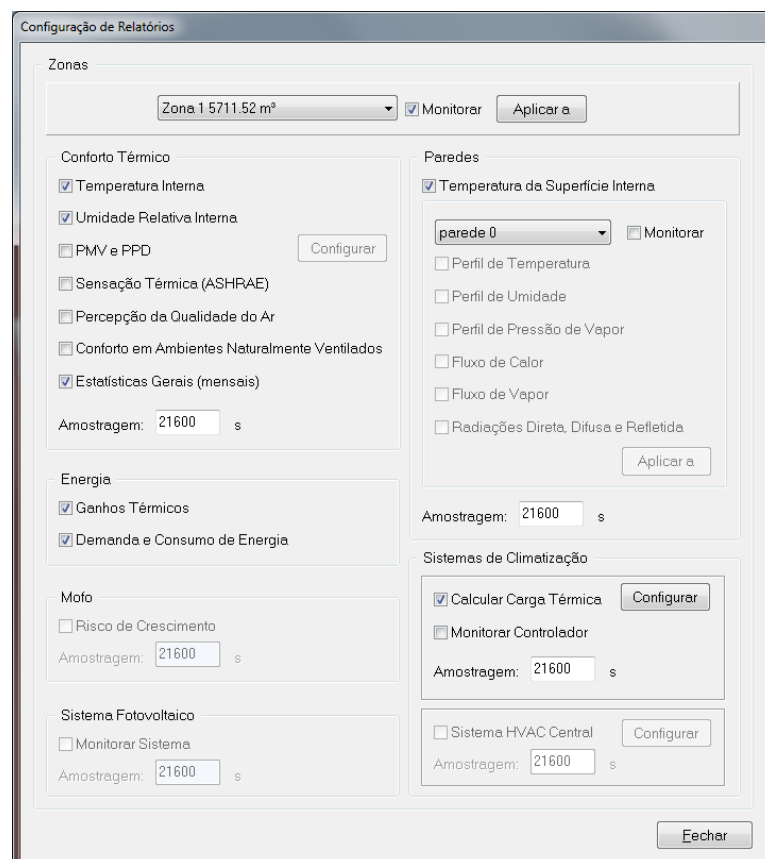 Configuração de Relatórios
Zonas
Zona 1 5711.52 m³
Monitorar
Aplicar a
Conforto Térmico
Temperatura Interna
Umidade Relativa Interna
PMV e PPD
Configurar
Sensação Térmica (ASHRAE)
Percepção da Qualidade do Ar
Conforto em Ambientes Naturalmente Ventilados
Estatísticas Gerais (mensais)
Amostragem: 21600 s
Energia
Ganhos Térmicos
Demanda e Consumo de Energia
Mofo
Risco de Crescimento
Amostragem: 21600 s
Sistema Fotovoltaico
Monitorar Sistema
Amostragem: 21600 s
Paredes
Temperatura da Superfície Interna
parede 0
Monitorar
Perfil de Temperatura
Perfil de Umidade
Perfil de Pressão de Vapor
Fluxo de Calor
Fluxo de Vapor
Radiações Direta, Difusa e Refletida
Aplicar a
Amostragem: 21600 s
Sistemas de Climatização
Calcular Carga Térmica
Configurar
Monitorar Controlador
Amostragem: 21600 s
Sistema HVAC Central
Configurar
Amostragem: 21600 s
Fechar